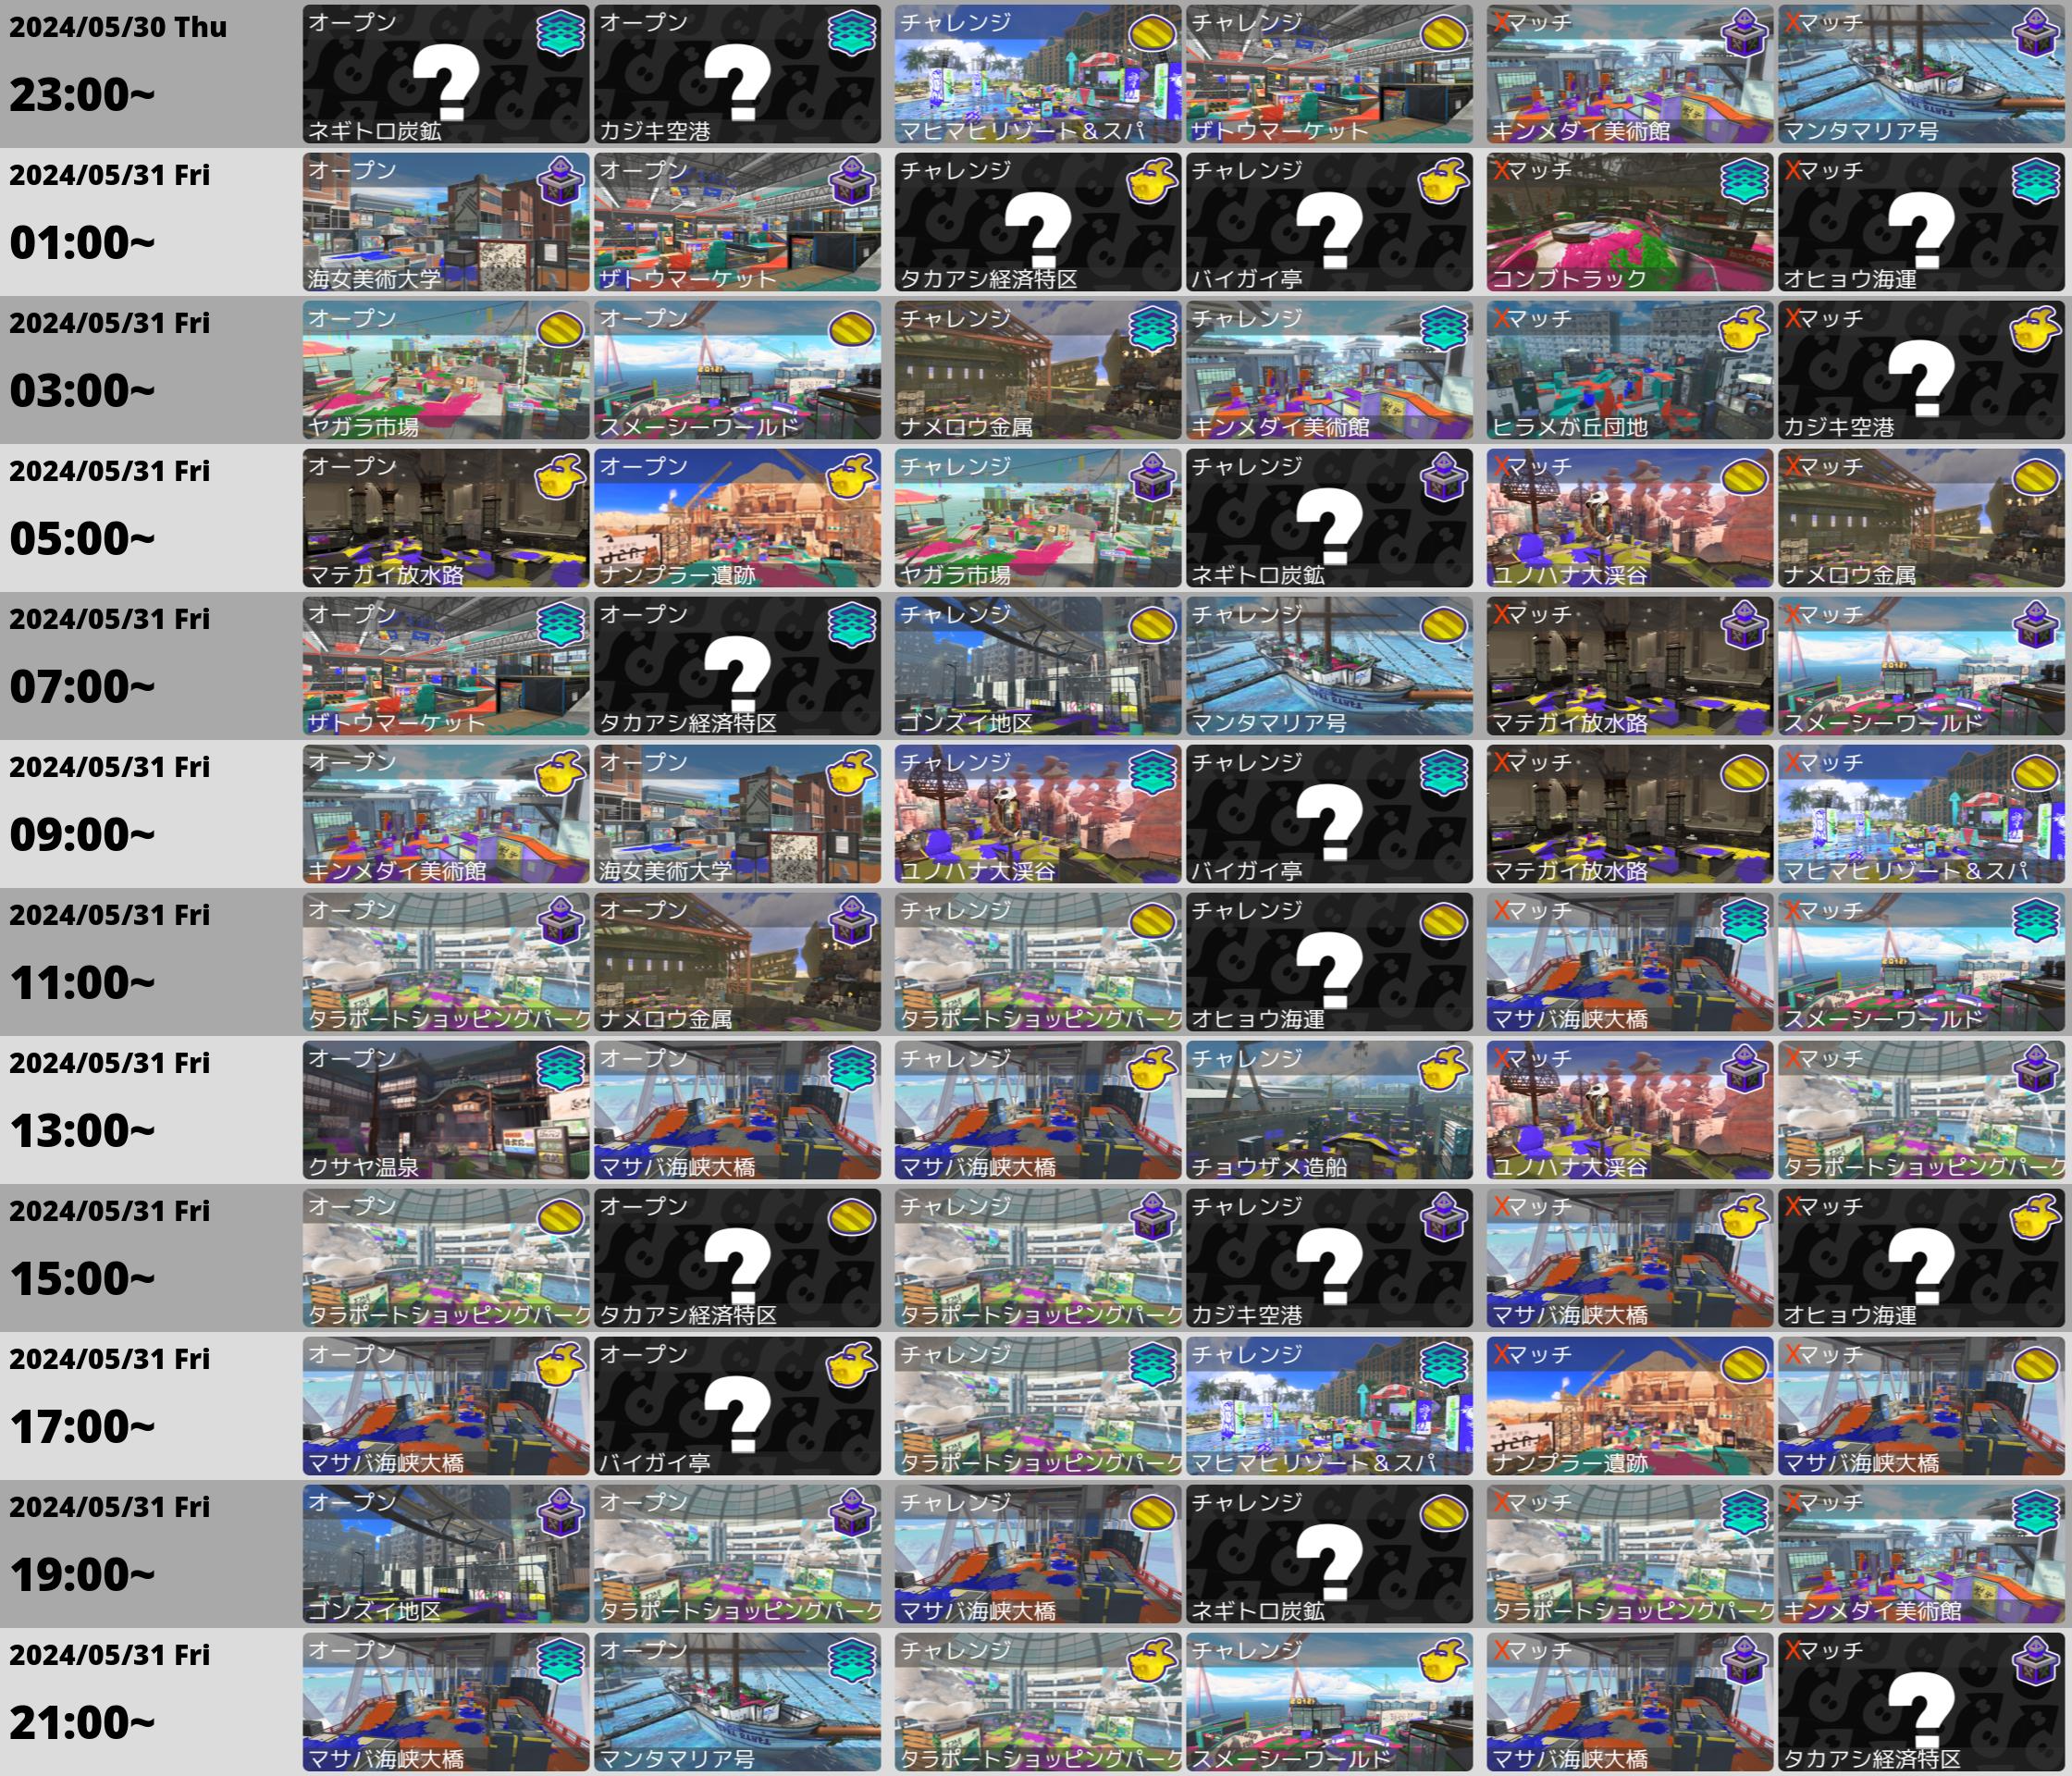 2024/05/30 Thu
23:00~
オープン
ネギトロ炭鉱
オープン
カジキ空港
チャレンジ
マヒマヒリゾート＆スパ
チャレンジ
ザトウマーケット
Xマッチ
キンメダイ美術館
Xマッチ
マンタマリア号
2024/05/31 Fri
01:00~
オープン
海女美術大学
オープン
ザトウマーケット
チャレンジ
タカアシ経済特区
チャレンジ
バイガイ亭
Xマッチ
コンブトラック
Xマッチ
オヒョウ海運
2024/05/31 Fri
03:00~
オープン
ヤガラ市場
オープン
スメーシーワールド
チャレンジ
ナメロウ金属
チャレンジ
キンメダイ美術館
Xマッチ
ヒラメが丘団地
Xマッチ
カジキ空港
2024/05/31 Fri
05:00~
オープン
マテガイ放水路
オープン
ナンプラー遺跡
チャレンジ
ヤガラ市場
チャレンジ
ネギトロ炭鉱
Xマッチ
ユノハナ大渓谷
Xマッチ
ナメロウ金属
2024/05/31 Fri
07:00~
オープン
ザトウマーケット
オープン
タカアシ経済特区
チャレンジ
ゴンズイ地区
チャレンジ
マンタマリア号
Xマッチ
マテガイ放水路
Xマッチ
スメーシーワールド
2024/05/31 Fri
09:00~
オープン
キンメダイ美術館
オープン
海女美術大学
チャレンジ
ユノハナ大渓谷
チャレンジ
バイガイ亭
Xマッチ
マテガイ放水路
Xマッチ
マヒマヒリゾート＆スパ
2024/05/31 Fri
11:00~
オープン
タラポートショッピングパーク
オープン
ナメロウ金属
チャレンジ
タラポートショッピングパーク
チャレンジ
オヒョウ海運
Xマッチ
マサバ海峡大橋
Xマッチ
スメーシーワールド
2024/05/31 Fri
13:00~
オープン
クサヤ温泉
オープン
マサバ海峡大橋
チャレンジ
マサバ海峡大橋
チャレンジ
チョウザメ造船
Xマッチ
ユノハナ大渓谷
Xマッチ
タラポートショッピングパーク
2024/05/31 Fri
15:00~
オープン
タラポートショッピングパーク
オープン
タカアシ経済特区
チャレンジ
タラポートショッピングパーク
チャレンジ
カジキ空港
Xマッチ
マサバ海峡大橋
Xマッチ
オヒョウ海運
2024/05/31 Fri
17:00~
オープン
マサバ海峡大橋
オープン
バイガイ亭
チャレンジ
タラポートショッピングパーク
チャレンジ
マヒマヒリゾート＆スパ
Xマッチ
ナンプラー遺跡
Xマッチ
マサバ海峡大橋
2024/05/31 Fri
19:00~
オープン
ゴンズイ地区
オープン
タラポートショッピングパーク
チャレンジ
マサバ海峡大橋
チャレンジ
ネギトロ炭鉱
Xマッチ
タラポートショッピングパーク
Xマッチ
キンメダイ美術館
2024/05/31 Fri
21:00~
オープン
マサバ海峡大橋
オープン
マンタマリア号
チャレンジ
タラポートショッピングパーク
チャレンジ
スメーシーワールド
Xマッチ
マサバ海峡大橋
Xマッチ
タカアシ経済特区